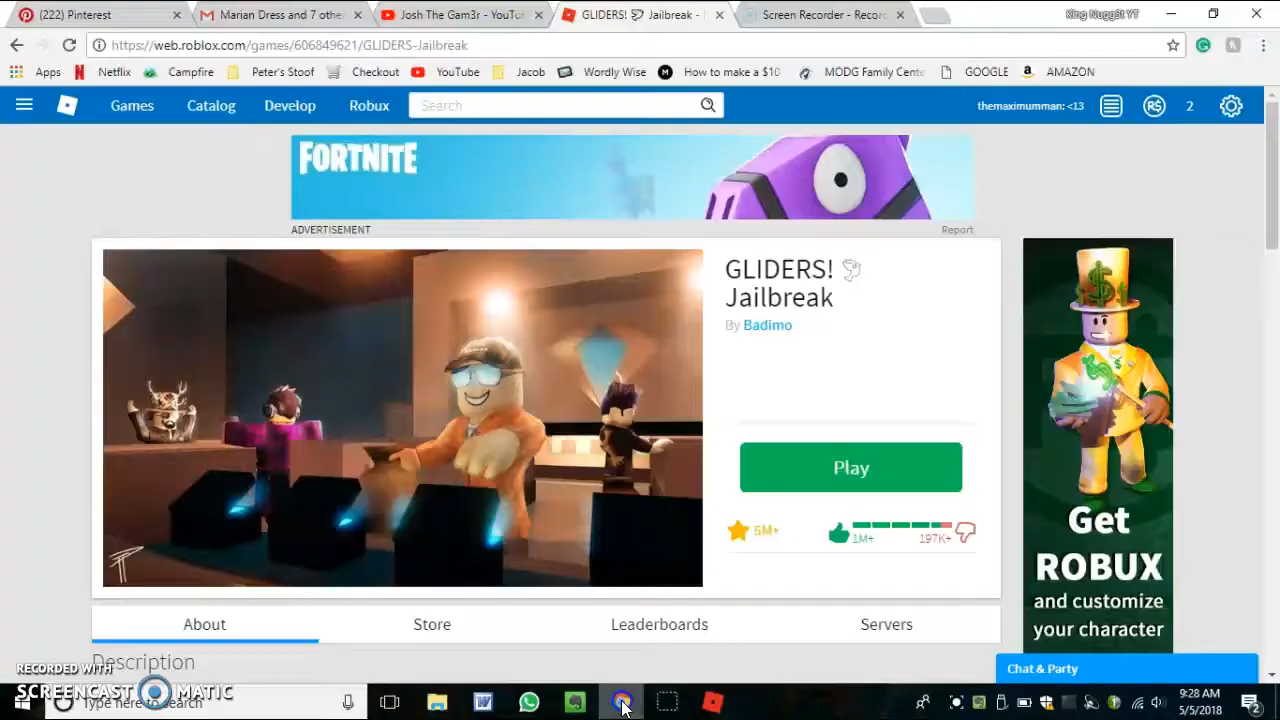 (222) Pinterest
Marian Dress and 7 other
Josh The Gam3r - YouTu
GLIDERS! Jailbreak -
Screen Recorder - Record
King Nugg3t YT
https://web.roblox.com/games/606849621/GLIDERS-Jailbreak
Apps
Netflix
Campfire
Peter's Stoof
Checkout
YouTube
Jacob
Wordly Wise
How to make a $10
MODG Family Cente
GOOGLE
AMAZON
Games
Catalog
Develop
Robux
Search
themaximumman: <13
R$
2
FORTNITE
ADVERTISEMENT
Report
GLIDERS!
Jailbreak
By Badimo
Play
1M+
197K+
Get
ROBUX
and customize
your character
About
Store
Leaderboards
Servers
Description
Chat & Party
RECORDED WITH
SCREENCAST MATIC
Type here to search
9:28 AM
5/5/2018
2